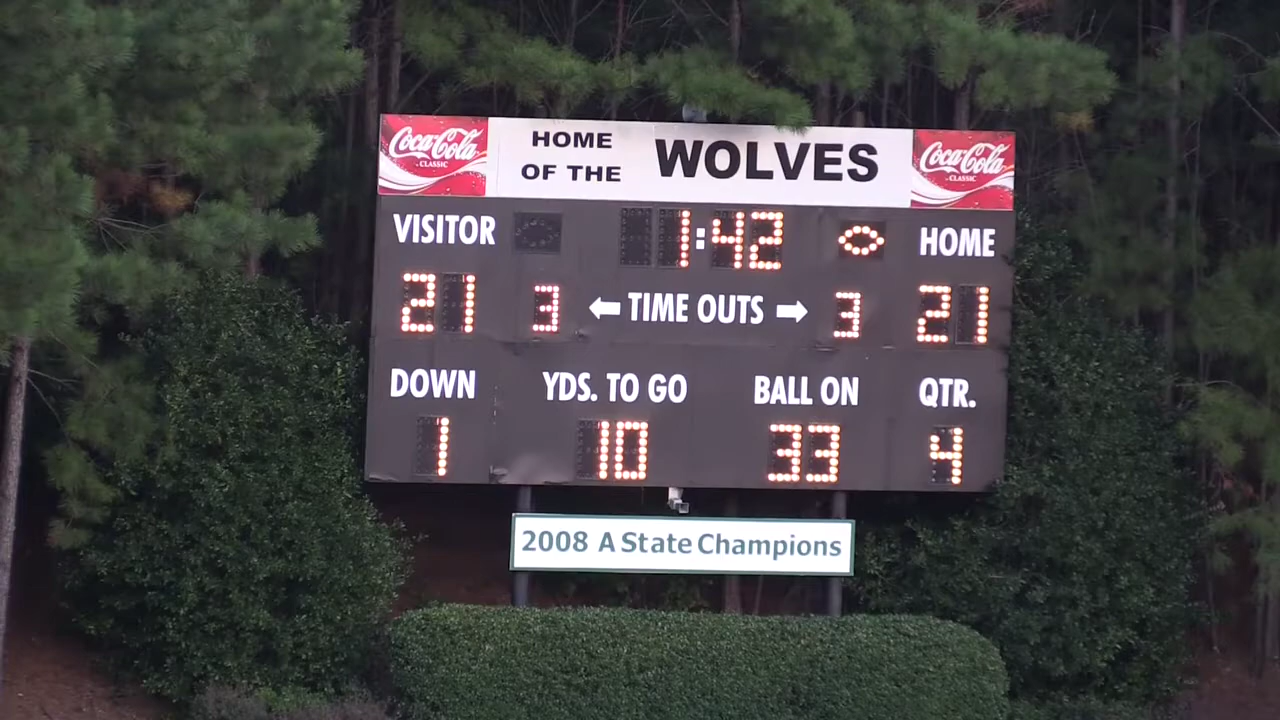 Coca-Cola CLASSIC
HOME OF THE WOLVES
Coca-Cola CLASSIC
VISITOR 1:42 HOME
21 3 TIME OUTS 3 21
DOWN YDS. TO GO BALL ON QTR.
1 10 33 4
2008 A State Champions